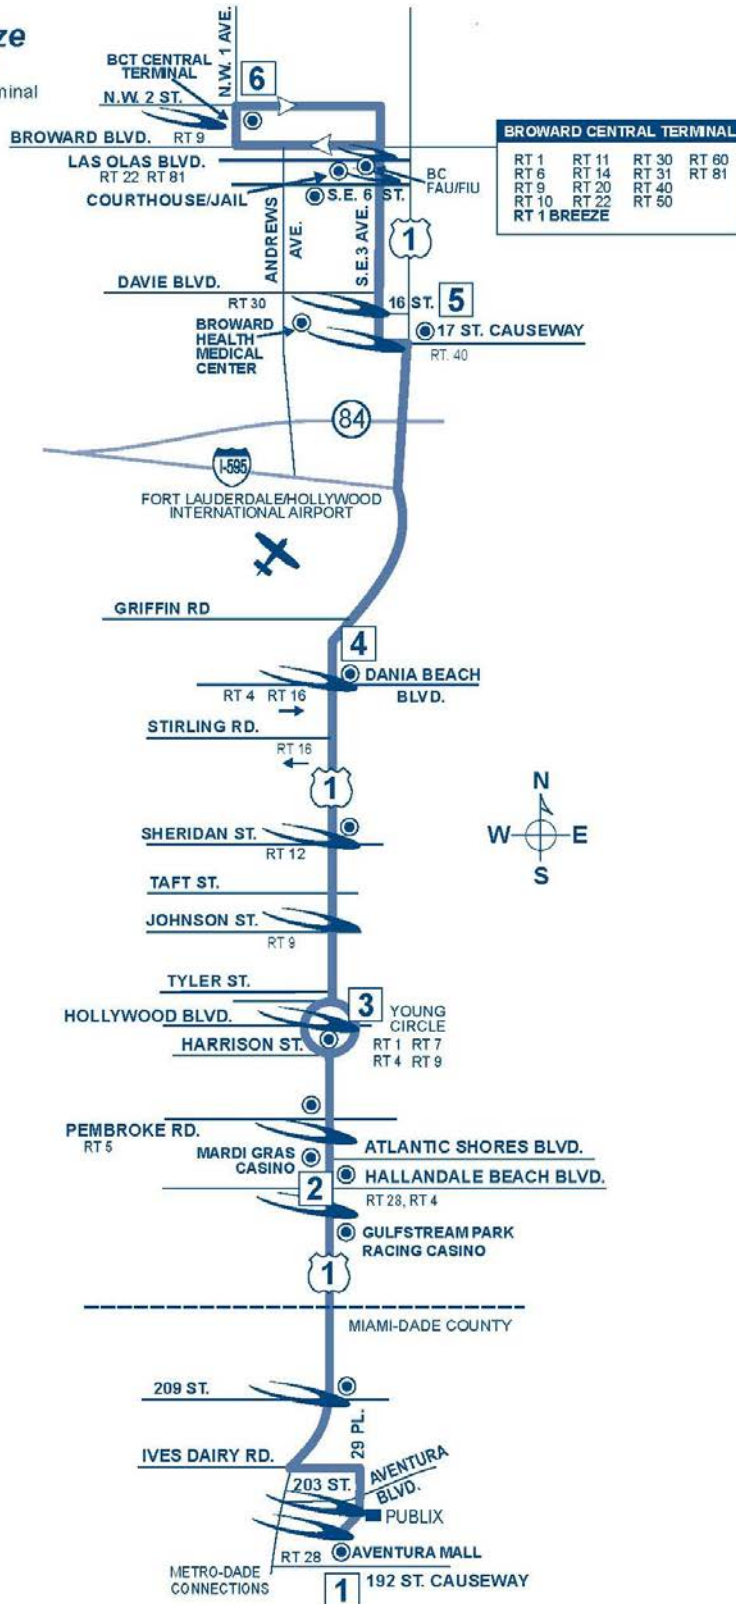 ze
minal
N.W. 1 AVE.
BCT CENTRAL
TERMINAL
6
N.W. 2 ST.
BROWARD BLVD. RT 9
LAS OLAS BLVD.
RT 22 RT 81
COURTHOUSE/JAIL
BC
FAU/FIU
S.E. 6 ST.
BROWARD CENTRAL TERMINAL
RT 1 RT 11 RT 30 RT 60
RT 6 RT 14 RT 31 RT 81
RT 9 RT 20 RT 40
RT 10 RT 22 RT 50
RT 1 BREEZE
ANDREWS
AVE.
S.E.3 AVE.
1
DAVIE BLVD.
RT 30
16 ST.
5
BROWARD
HEALTH
MEDICAL
CENTER
17 ST. CAUSEWAY
RT. 40
84
I-595
FORT LAUDERDALE/HOLLYWOOD
INTERNATIONAL AIRPORT
GRIFFIN RD
4
DANIA BEACH
BLVD.
RT 4 RT 16
STIRLING RD.
RT 16
1
N
W E
S
SHERIDAN ST.
RT 12
TAFT ST.
JOHNSON ST.
RT 9
TYLER ST.
3
HOLLYWOOD BLVD.
YOUNG
CIRCLE
HARRISON ST.
RT 1 RT 7
RT 4 RT 9
PEMBROKE RD.
RT 5
MARDI GRAS
CASINO
ATLANTIC SHORES BLVD.
HALLANDALE BEACH BLVD.
2
RT 28, RT 4
GULFSTREAM PARK
RACING CASINO
1
MIAMI-DADE COUNTY
209 ST.
29 PL.
IVES DAIRY RD.
203 ST.
AVENTURA
BLVD.
PUBLIX
RT 28
AVENTURA MALL
METRO-DADE
CONNECTIONS
1
192 ST. CAUSEWAY